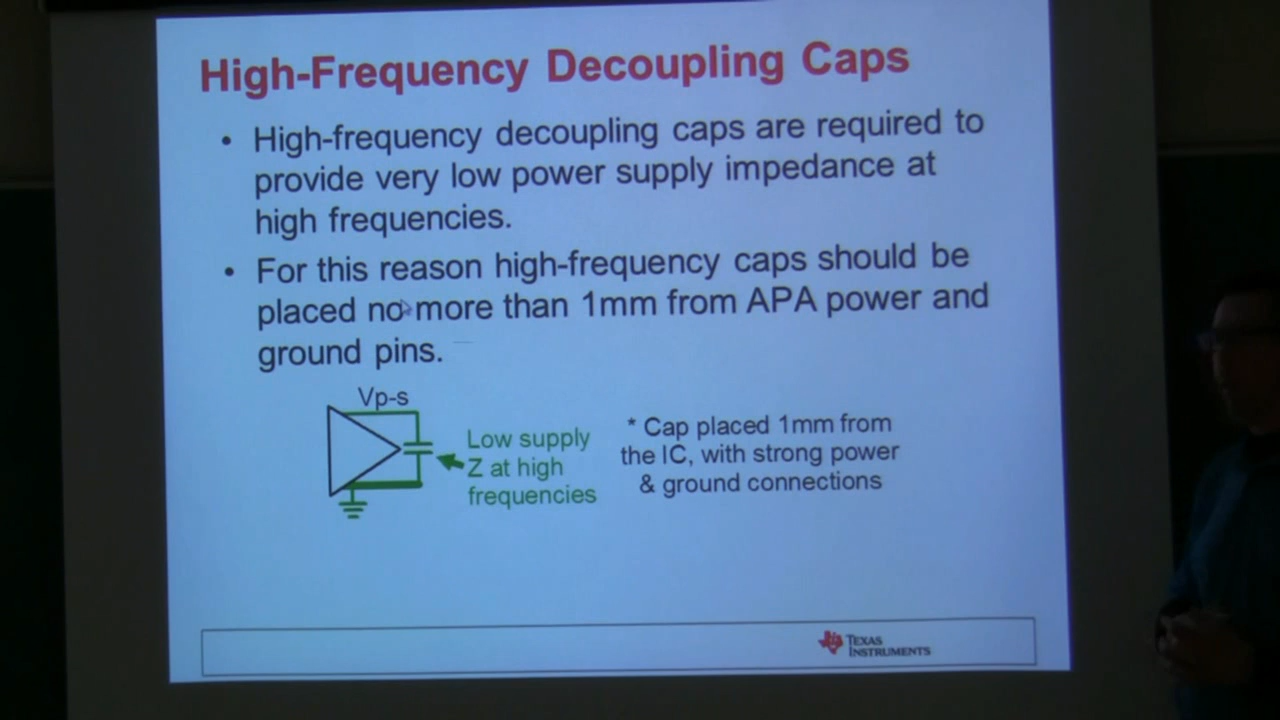 High-Frequency Decoupling Caps
• High-frequency decoupling caps are required to
provide very low power supply impedance at
high frequencies.
• For this reason high-frequency caps should be
placed no more than 1mm from APA power and
ground pins.
Vp-s
Low supply
Z at high
frequencies
* Cap placed 1mm from
the IC, with strong power
& ground connections
TEXAS
INSTRUMENTS